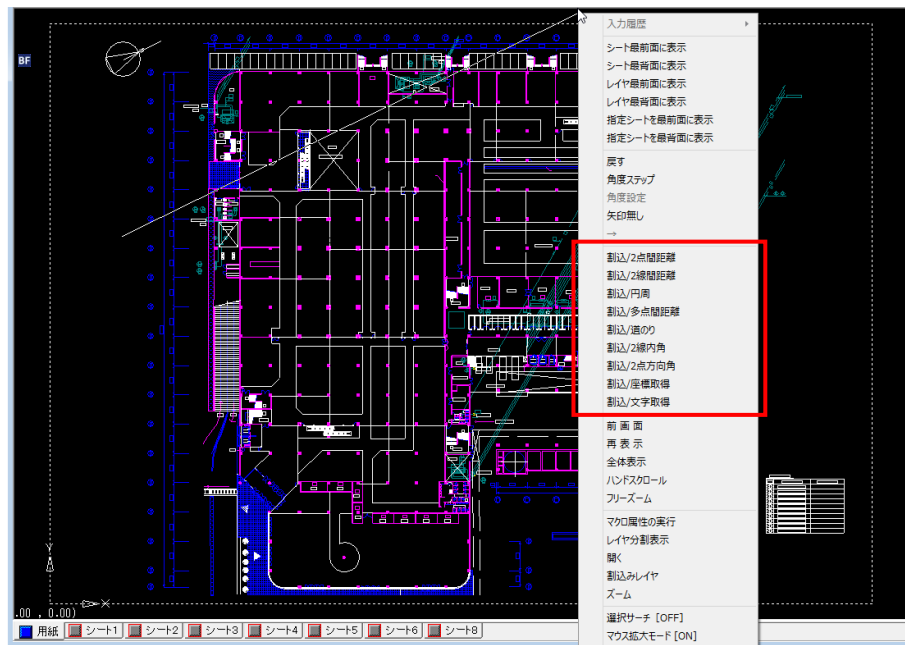 入力履歴
シート最前面に表示
シート最背面に表示
レイヤ最前面に表示
レイヤ最背面に表示
指定シートを最前面に表示
指定シートを最背面に表示
戻す
角度ステップ
角度設定
矢印無し
→
割込/2点間距離
割込/2線間距離
割込/円周
割込/多点間距離
割込/道のり
割込/2線内角
割込/2点方向角
割込/座標取得
割込/文字取得
前 画 面
再 表 示
全体表示
ハンドスクロール
フリーズーム
マクロ属性の実行
レイヤ分割表示
開く
割込みレイヤ
ズーム
選択サーチ [OFF]
マウス拡大モード [ON]
BF
Y
X
.00 , 0.00)
用紙 シート1 シート2 シート3 シート4 シート5 シート6 シート8